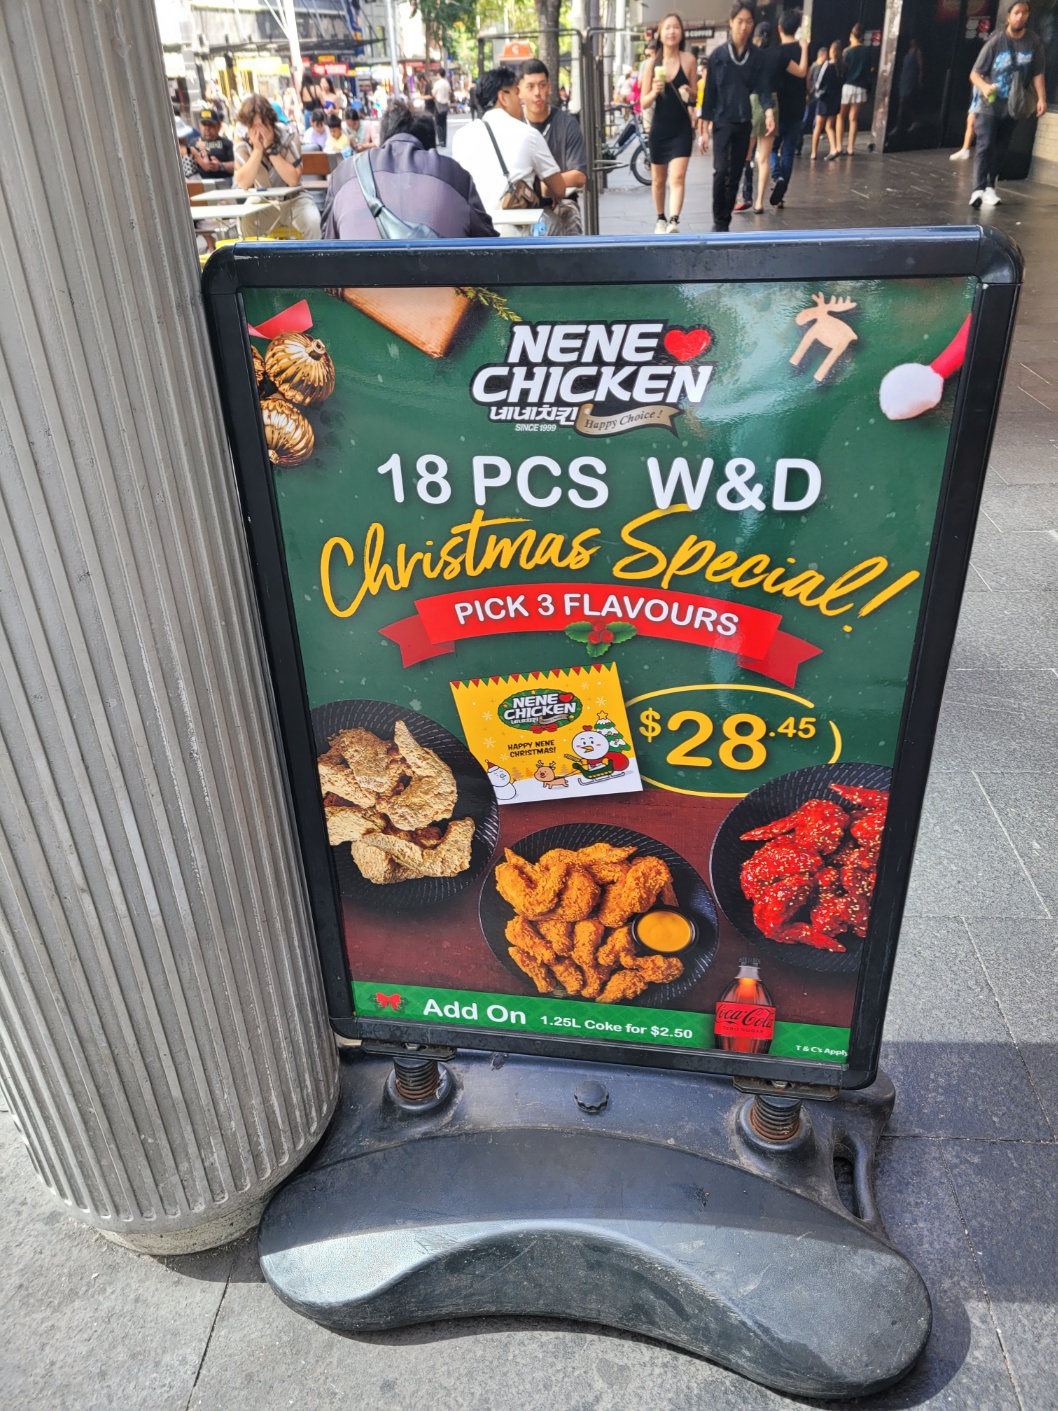 NENE
CHICKEN
네네치킨
Happy Choice !
SINCE 1999
18 PCS W&D
Christmas Special!
PICK 3 FLAVOURS
NENE
CHICKEN
HAPPY NENE
CHRISTMAS!
$28.45
Add On 1.25L Coke for $2.50
Coca-Cola
T & C's Apply